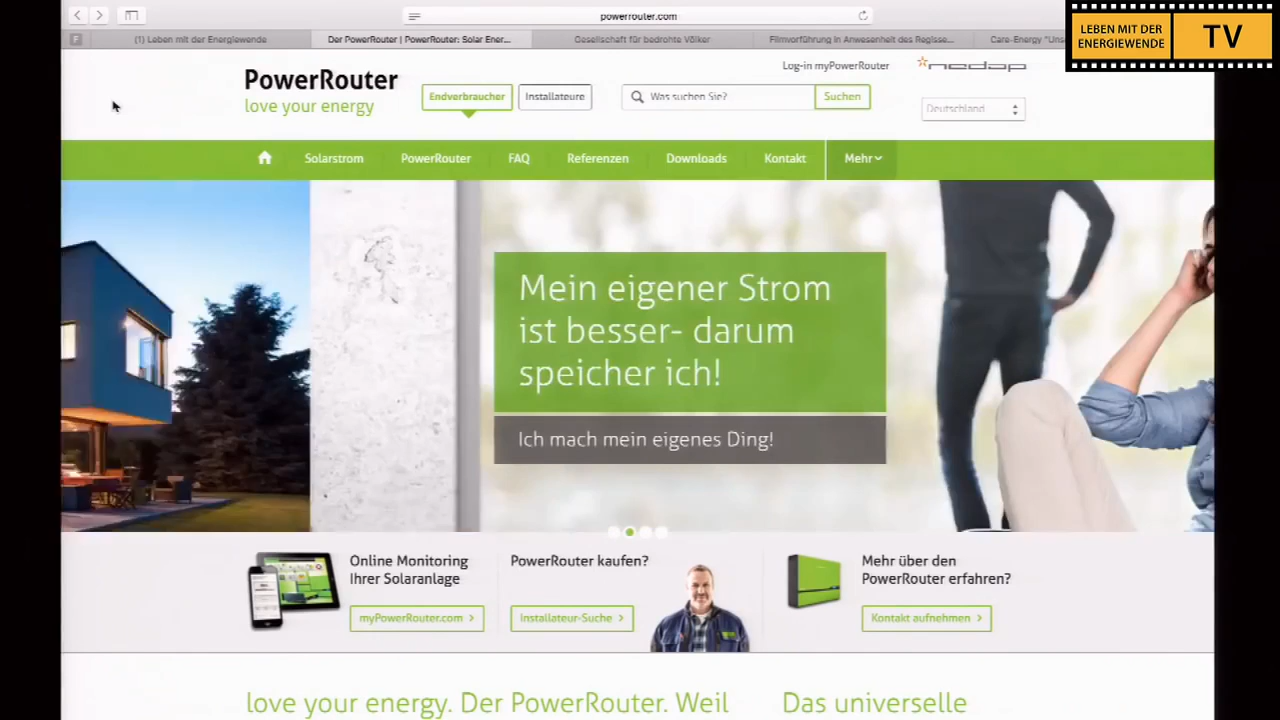 powerrouter.com
LEBEN MIT DER
ENERGIEWENDE
TV
F
(1) Leben mit der Energiewende
Der PowerRouter | PowerRouter: Solar Ener...
Gesellschaft für bedrohte Völker
Filmvorführung in Anwesenheit des Regisse...
Care-Energy "Uns
Log-in myPowerRouter
nedap
PowerRouter
love your energy
Endverbraucher
Installateure
Was suchen Sie?
Suchen
Deutschland
Solarstrom
PowerRouter
FAQ
Referenzen
Downloads
Kontakt
Mehr
Mein eigener Strom
ist besser- darum
speicher ich!
Ich mach mein eigenes Ding!
Online Monitoring
Ihrer Solaranlage
myPowerRouter.com >
PowerRouter kaufen?
Installateur-Suche >
Mehr über den
PowerRouter erfahren?
Kontakt aufnehmen >
love your energy. Der PowerRouter. Weil
Das universelle